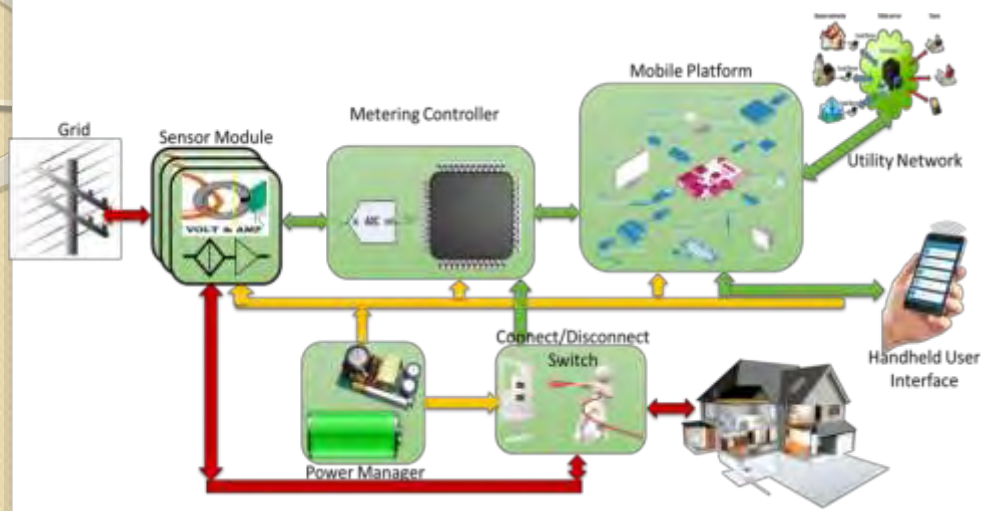 Mobile Platform
Metering Controller
Grid
Sensor Module
Utility Network
VOLT & AMP
ADC
Connect/Disconnect
Switch
Handheld User
Interface
Power Manager